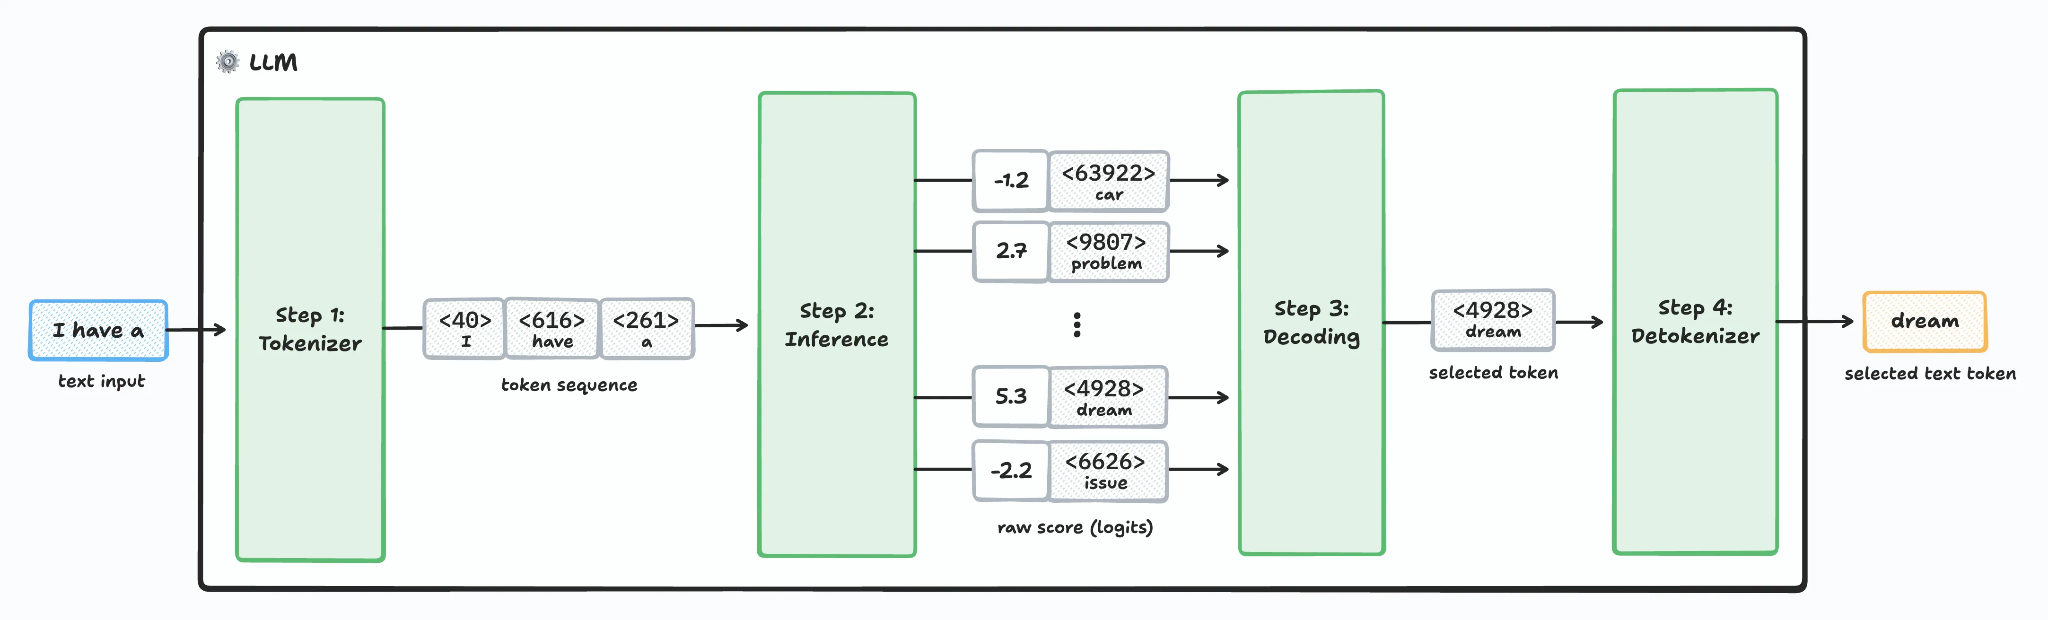 LLM
I have a
text input
Step 1:
Tokenizer
<40>
I
<616>
have
<261>
a
token sequence
Step 2:
Inference
-1.2
<63922>
car
2.7
<9807>
problem
5.3
<4928>
dream
-2.2
<6626>
issue
raw score (logits)
Step 3:
Decoding
<4928>
dream
selected token
Step 4:
Detokenizer
dream
selected text token